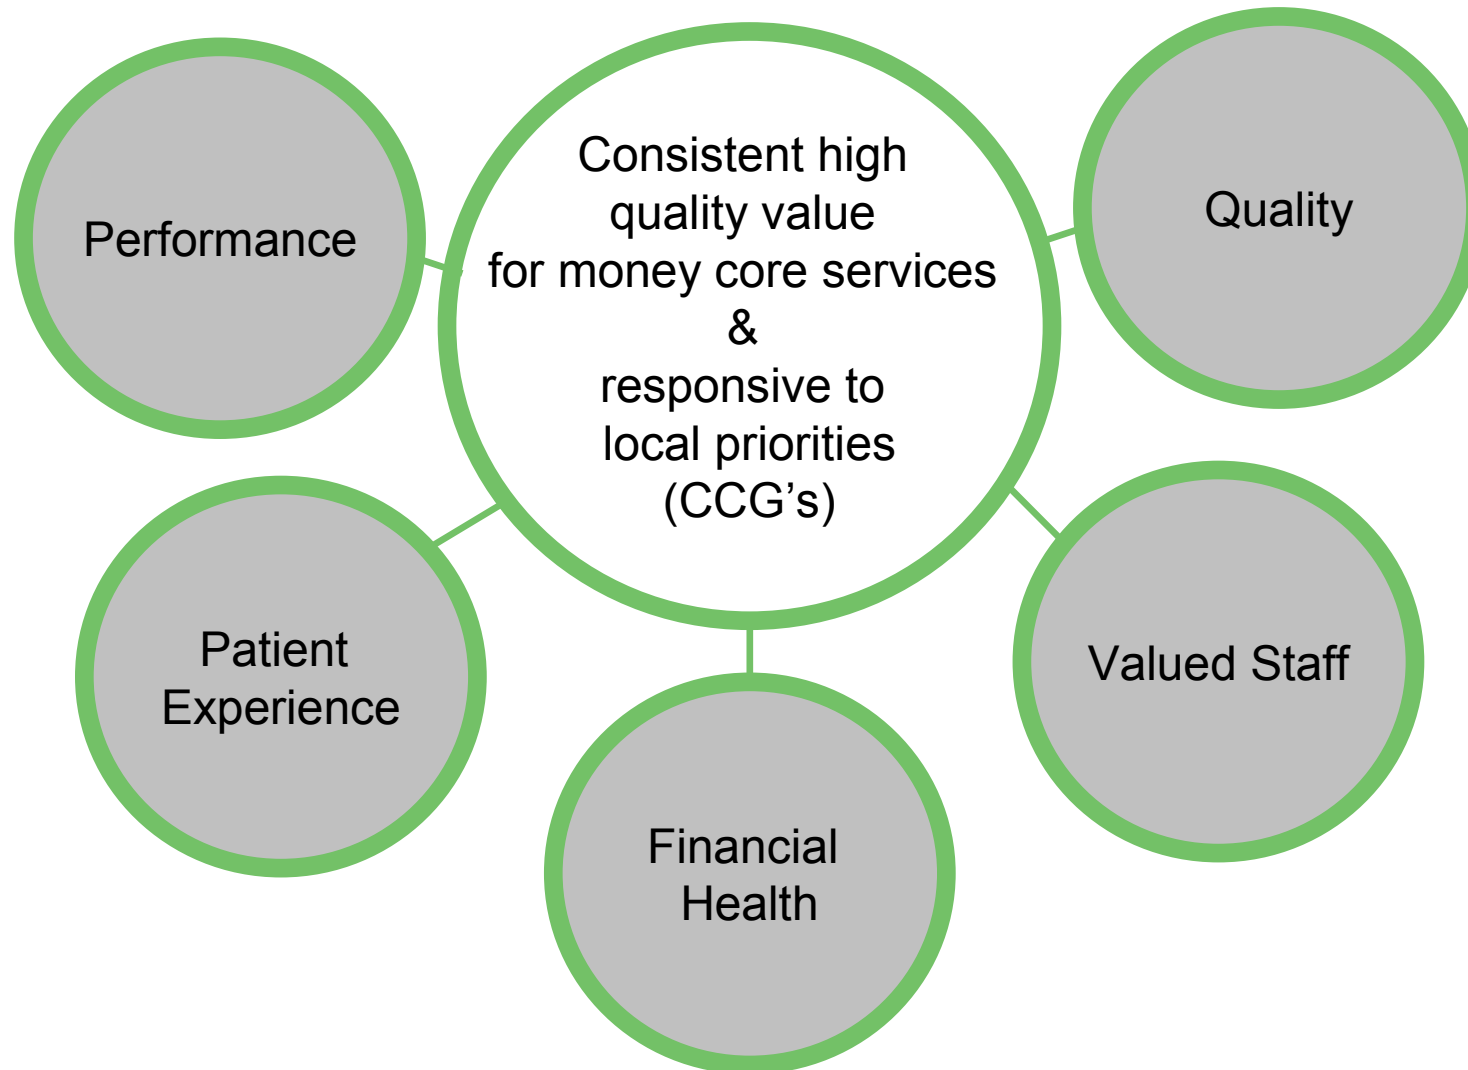 Performance
Consistent high
quality value
for money core services
&
responsive to
local priorities
(CCG’s)
Quality
Patient
Experience
Financial
Health
Valued Staff